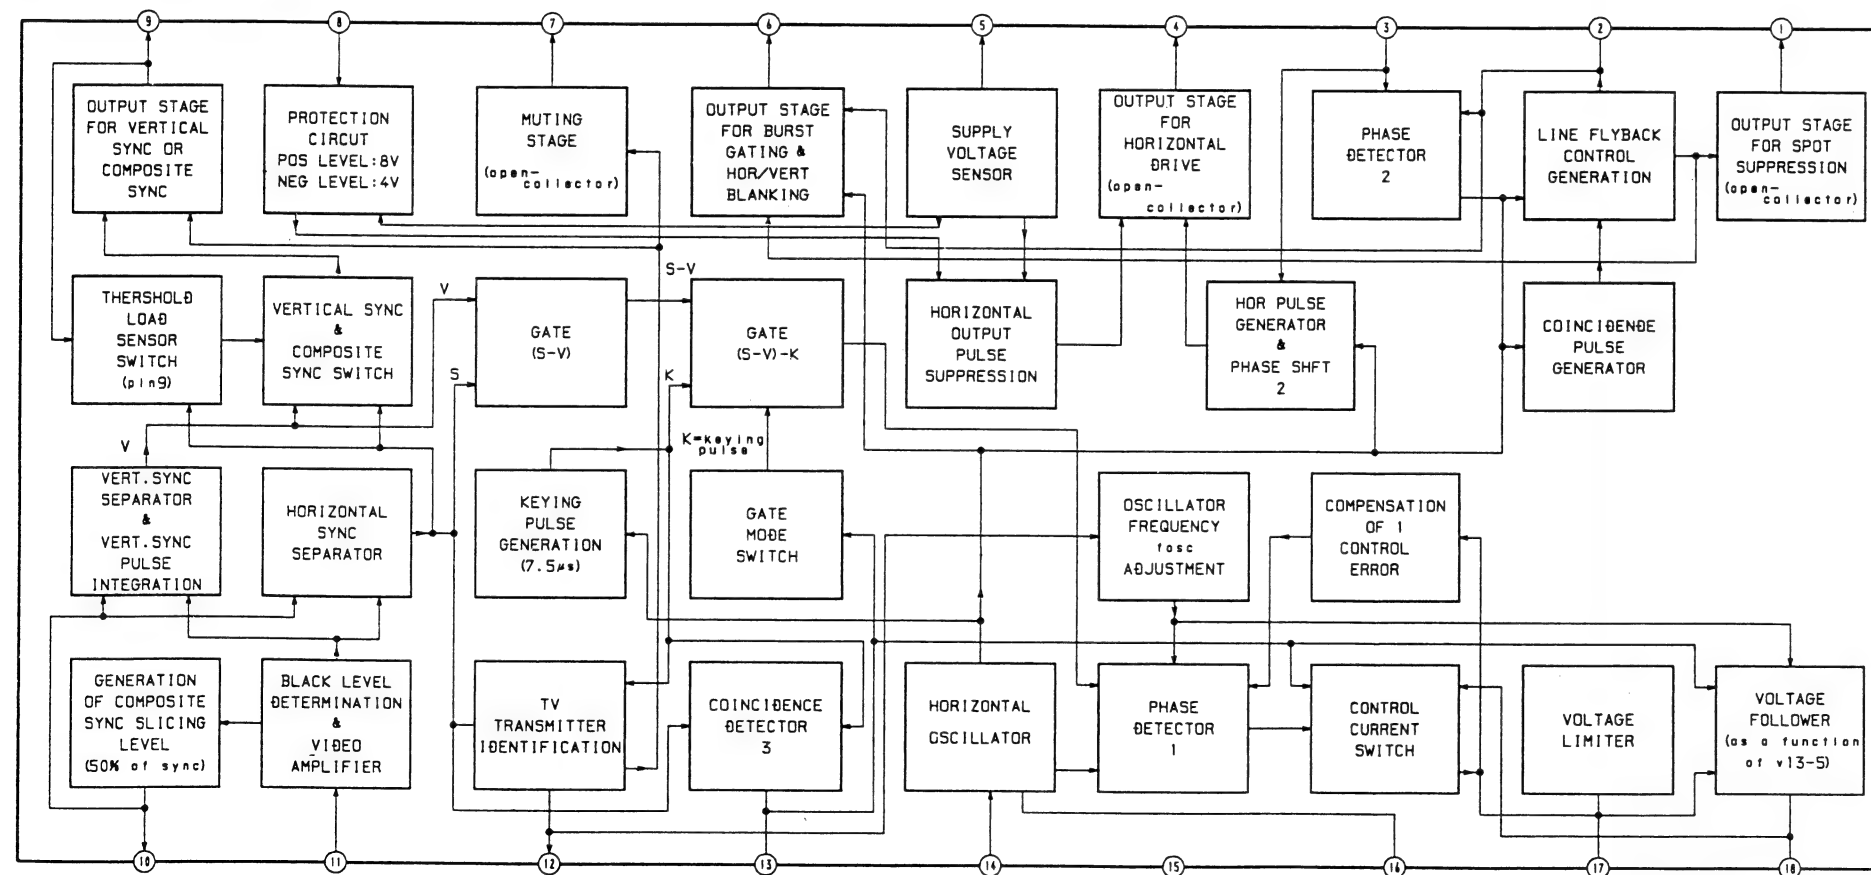 9
8
7
6
5
4
3
2
1
OUTPUT STAGE
FOR VERTICAL
SYNC OR
COMPOSITE
SYNC
PROTECTION
CIRCUT
POS LEVEL:8V
NEG LEVEL:4V
MUTING
STAGE
(open-
collector)
OUTPUT STAGE
FOR BURST
GATING &
HOR/VERT
BLANKING
SUPPLY
VOLTAGE
SENSOR
OUTPUT STAGE
FOR
HORIZONTAL
DRIVE
(open-
collector)
PHASE
DETECTOR
2
LINE FLYBACK
CONTROL
GENERATION
OUTPUT STAGE
FOR SPOT
SUPPRESSION
(open-
collector)
THERSHOLD
LOAD
SENSOR
SWITCH
(pin9)
VERTICAL SYNC
&
COMPOSITE
SYNC SWITCH
V
S
GATE
(S-V)
S-V
K
GATE
(S-V)-K
HORIZONTAL
OUTPUT
PULSE
SUPPRESSION
HOR PULSE
GENERATOR
&
PHASE SHFT
2
COINCIDENCE
PULSE
GENERATOR
V
K=keying
pulse
VERT.SYNC
SEPARATOR
&
VERT.SYNC
PULSE
INTEGRATION
HORIZONTAL
SYNC
SEPARATOR
KEYING
PULSE
GENERATION
(7.5µs)
GATE
MODE
SWITCH
OSCILLATOR
FREQUENCY
fosc
ADJUSTMENT
COMPENSATION
OF 1
CONTROL
ERROR
GENERATION
OF COMPOSITE
SYNC SLICING
LEVEL
(50% of sync)
BLACK LEVEL
DETERMINATION
&
VIDEO
AMPLIFIER
TV
TRANSMITTER
IDENTIFICATION
COINCIDENCE
DETECTOR
3
HORIZONTAL
OSCILLATOR
PHASE
DETECTOR
1
CONTROL
CURRENT
SWITCH
VOLTAGE
LIMITER
VOLTAGE
FOLLOWER
(as a function
of v13-5)
10
11
12
13
14
15
16
17
18